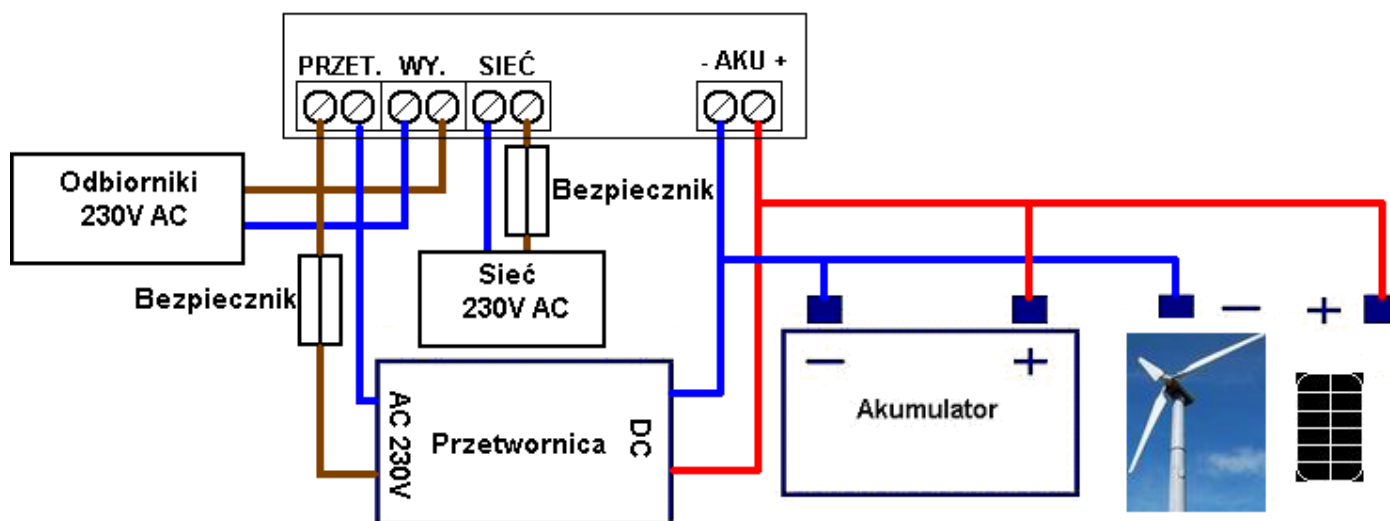 PRZET. WY. SIEĆ - AKU +
Odbiorniki
230V AC
Bezpiecznik
Bezpiecznik
Sieć
230V AC
AC 230V
Przetwornica
DC
- +
Akumulator
- +